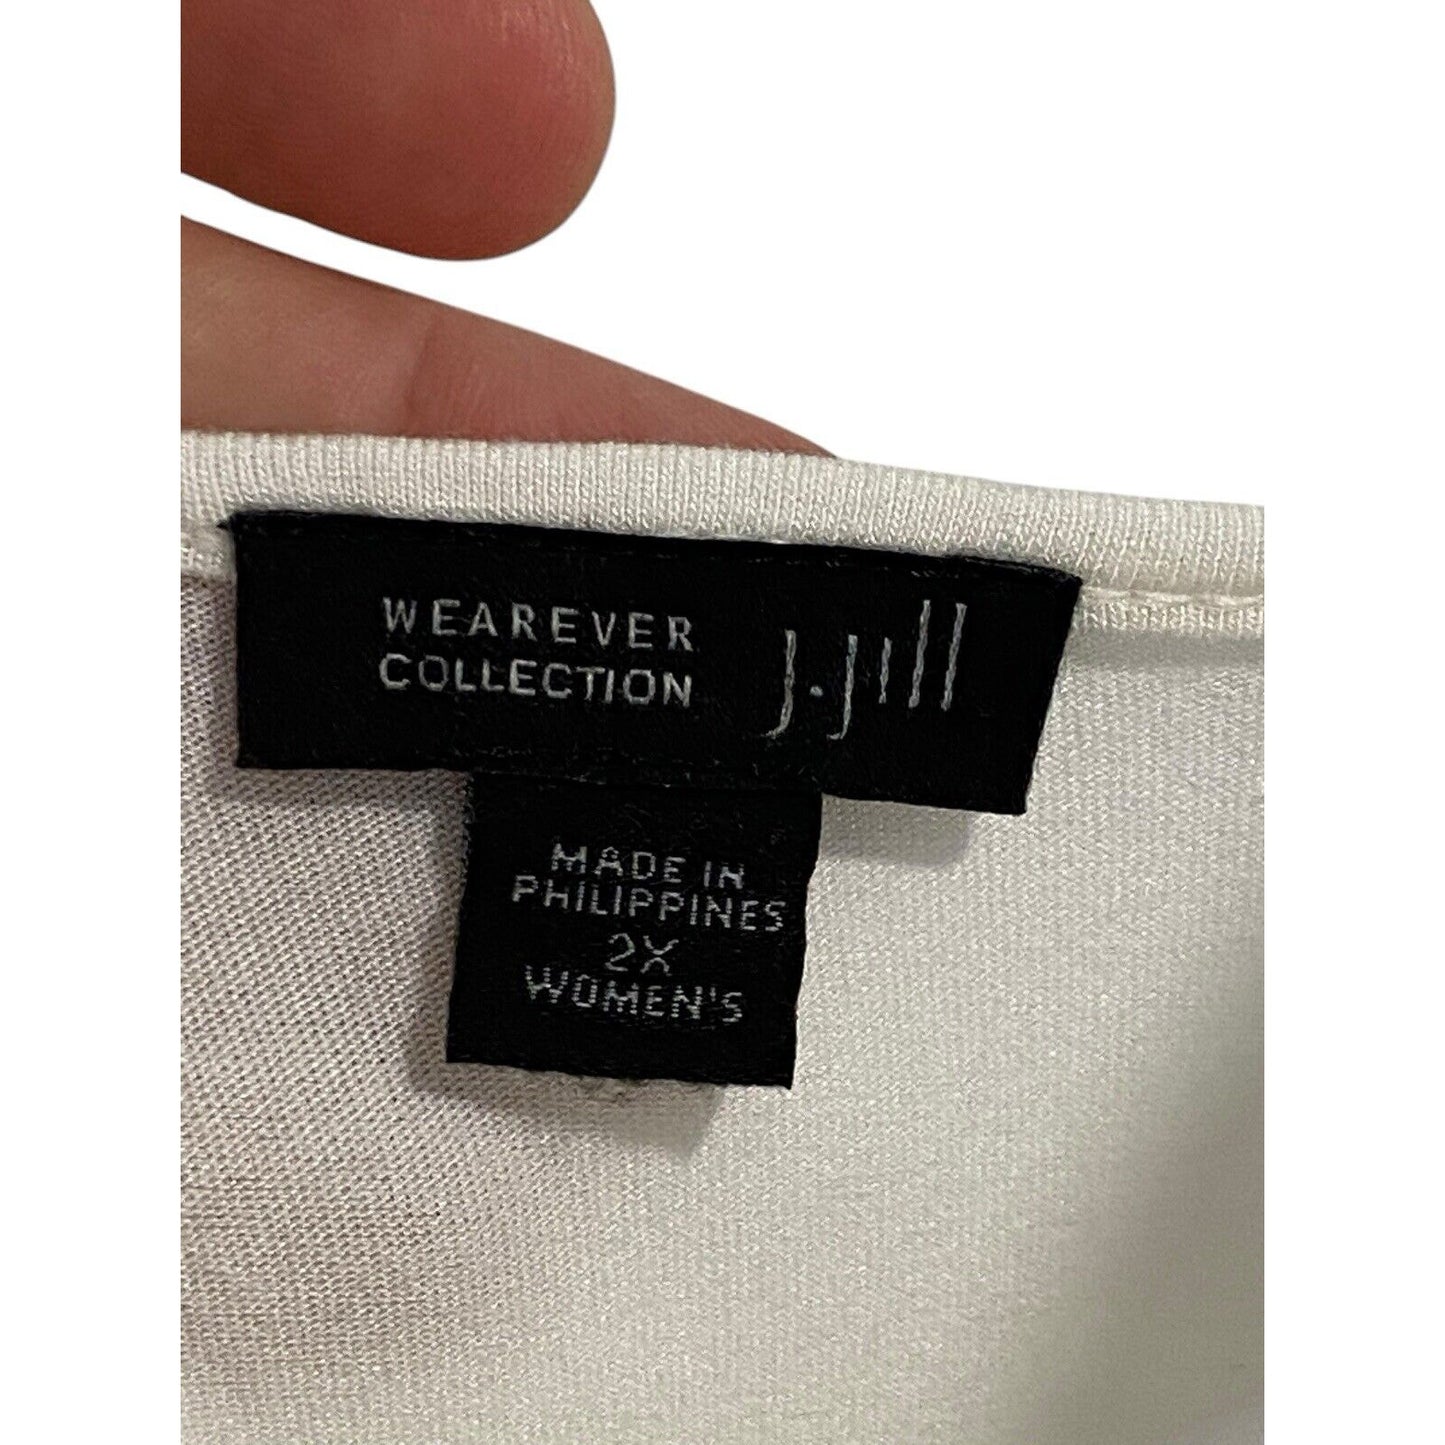 WEAREVER
COLLECTION
J.Jill
MADE IN
PHILIPPINES
2X
WOMEN'S